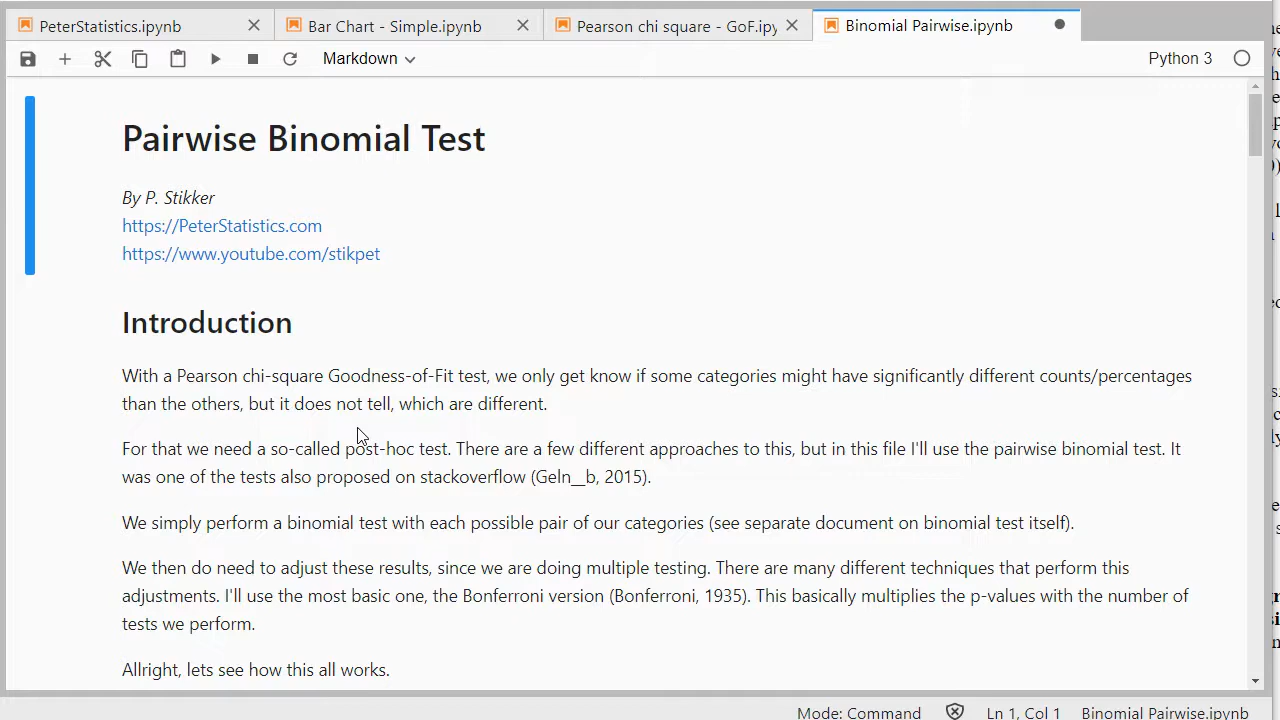 PeterStatistics.ipynb
Bar Chart - Simple.ipynb
Pearson chi square - GoF.ipy
Binomial Pairwise.ipynb
Markdown
Python 3
Pairwise Binomial Test
By P. Stikker
https://PeterStatistics.com
https://www.youtube.com/stikpet
Introduction
With a Pearson chi-square Goodness-of-Fit test, we only get know if some categories might have significantly different counts/percentages
than the others, but it does not tell, which are different.
For that we need a so-called post-hoc test. There are a few different approaches to this, but in this file I'll use the pairwise binomial test. It
was one of the tests also proposed on stackoverflow (Geln__b, 2015).
We simply perform a binomial test with each possible pair of our categories (see separate document on binomial test itself).
We then do need to adjust these results, since we are doing multiple testing. There are many different techniques that perform this
adjustments. I'll use the most basic one, the Bonferroni version (Bonferroni, 1935). This basically multiplies the p-values with the number of
tests we perform.
Allright, lets see how this all works.
Mode: Command
Ln 1, Col 1
Binomial Pairwise.ipynb